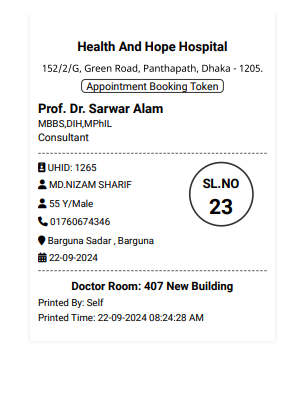 Health And Hope Hospital
152/2/G, Green Road, Panthapath, Dhaka - 1205.
Appointment Booking Token
Prof. Dr. Sarwar Alam
MBBS,DIH,MPhIL
Consultant
UHID: 1265
MD.NIZAM SHARIF
55 Y/Male
01760674346
Barguna Sadar , Barguna
22-09-2024
SL.NO
23
Doctor Room: 407 New Building
Printed By: Self
Printed Time: 22-09-2024 08:24:28 AM